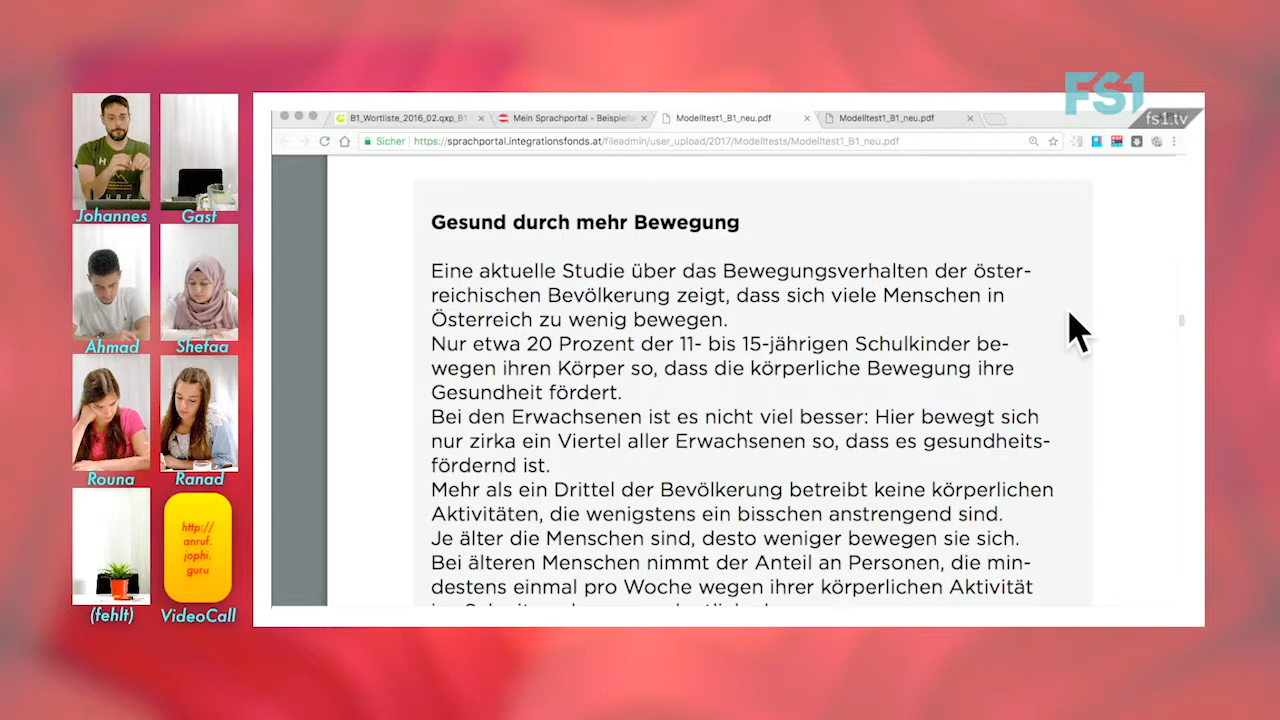 FS1
fs1.tv
B1_Wortliste_2016_02.qxp_B1
Mein Sprachportal - Beispielte
Modelltest1_B1_neu.pdf
Modelltest1_B1_neu.pdf
Sicher
https://sprachportal.integrationsfonds.at/fileadmin/user_upload/2017/Modelltests/Modelltest1_B1_neu.pdf
Johannes
Gast
Ahmad
Shefaa
Rouna
Ranad
(fehlt)
http://
anruf.
jophi.
guru
VideoCall
Gesund durch mehr Bewegung
Eine aktuelle Studie über das Bewegungsverhalten der öster-
reichischen Bevölkerung zeigt, dass sich viele Menschen in
Österreich zu wenig bewegen.
Nur etwa 20 Prozent der 11- bis 15-jährigen Schulkinder be-
wegen ihren Körper so, dass die körperliche Bewegung ihre
Gesundheit fördert.
Bei den Erwachsenen ist es nicht viel besser: Hier bewegt sich
nur zirka ein Viertel aller Erwachsenen so, dass es gesundheits-
fördernd ist.
Mehr als ein Drittel der Bevölkerung betreibt keine körperlichen
Aktivitäten, die wenigstens ein bisschen anstrengend sind.
Je älter die Menschen sind, desto weniger bewegen sie sich.
Bei älteren Menschen nimmt der Anteil an Personen, die min-
destens einmal pro Woche wegen ihrer körperlichen Aktivität